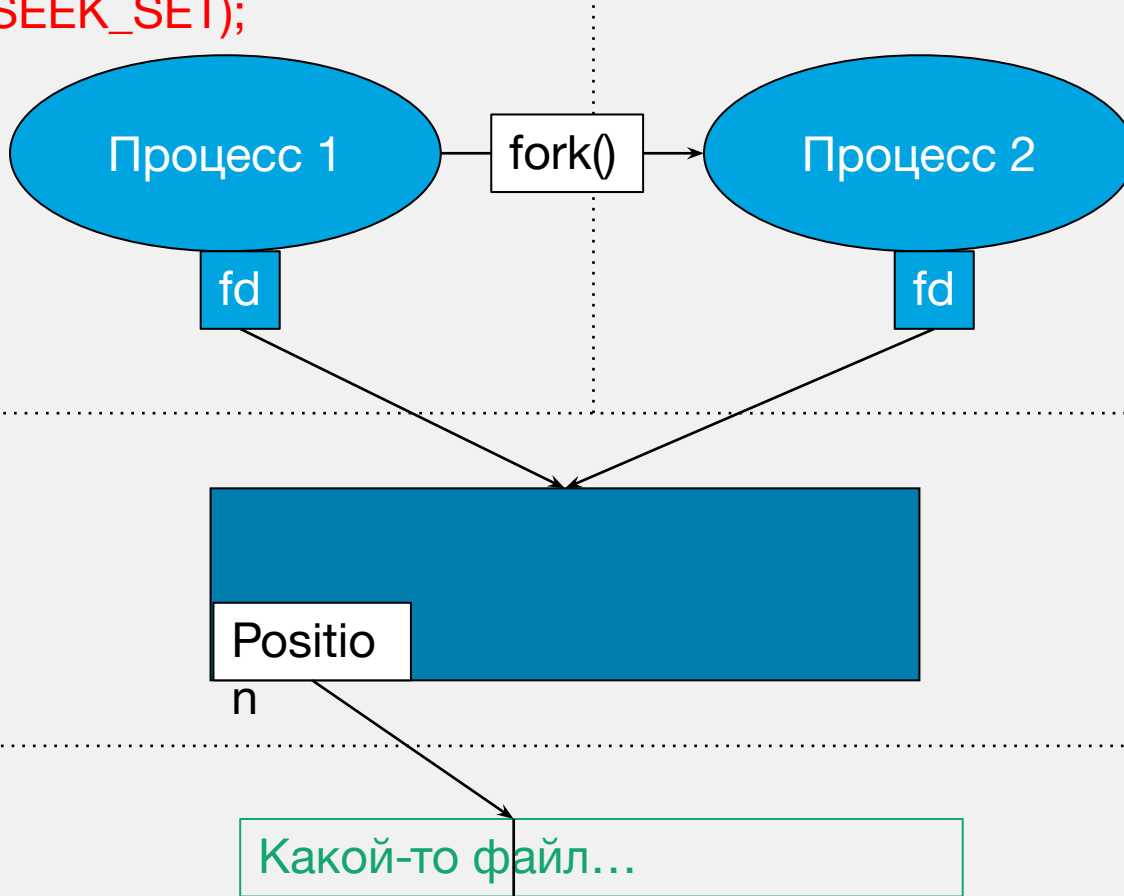 SEEK_SET);
Процесс 1
fork()
Процесс 2
fd
fd
Positio
n
Какой-то файл...